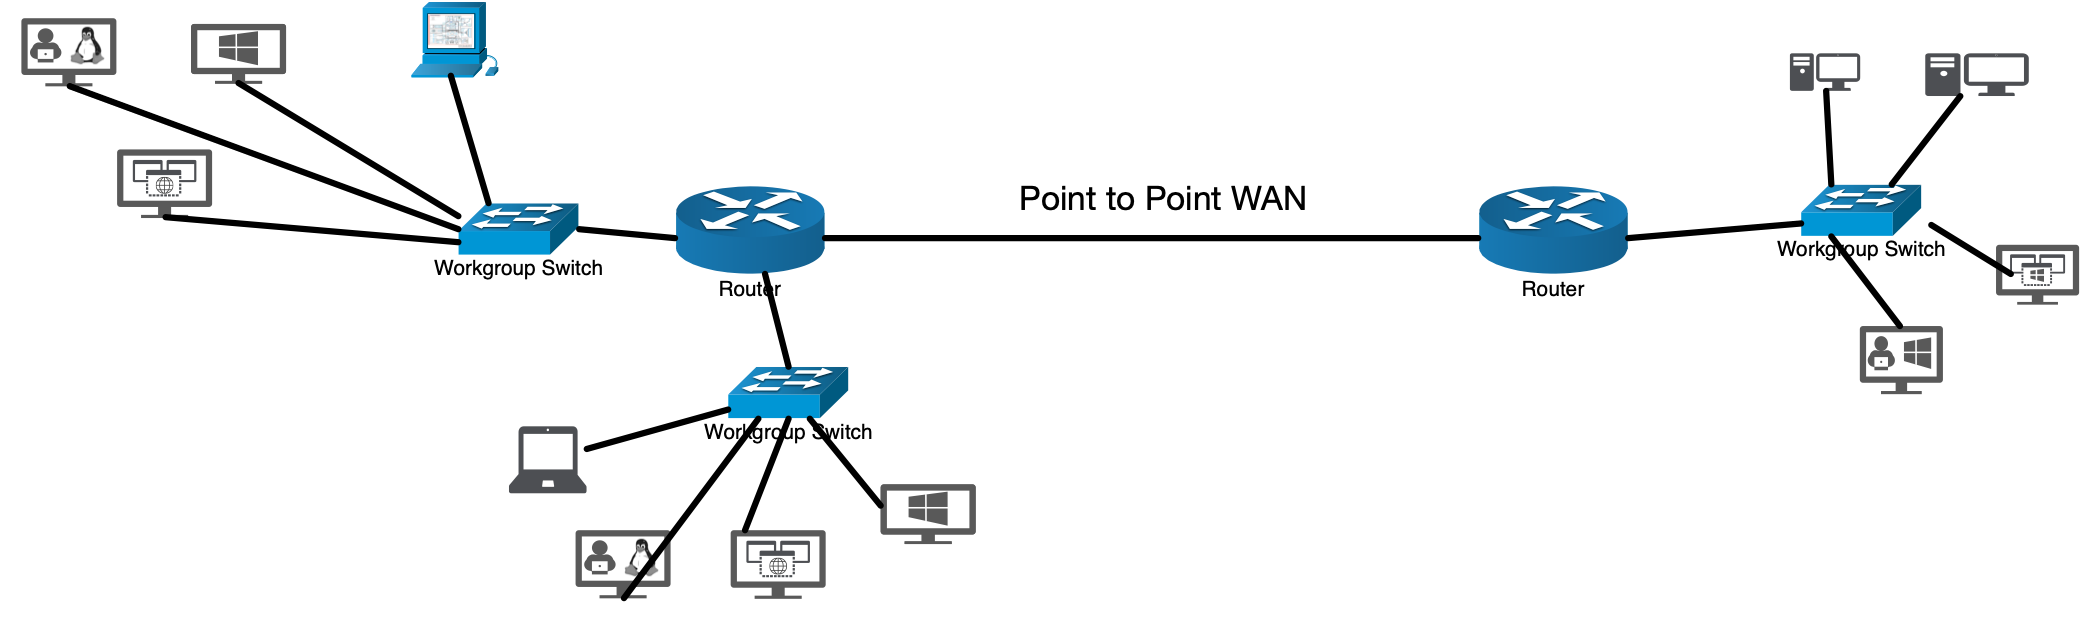 Point to Point WAN
Workgroup Switch
Router
Router
Workgroup Switch
Workgroup Switch